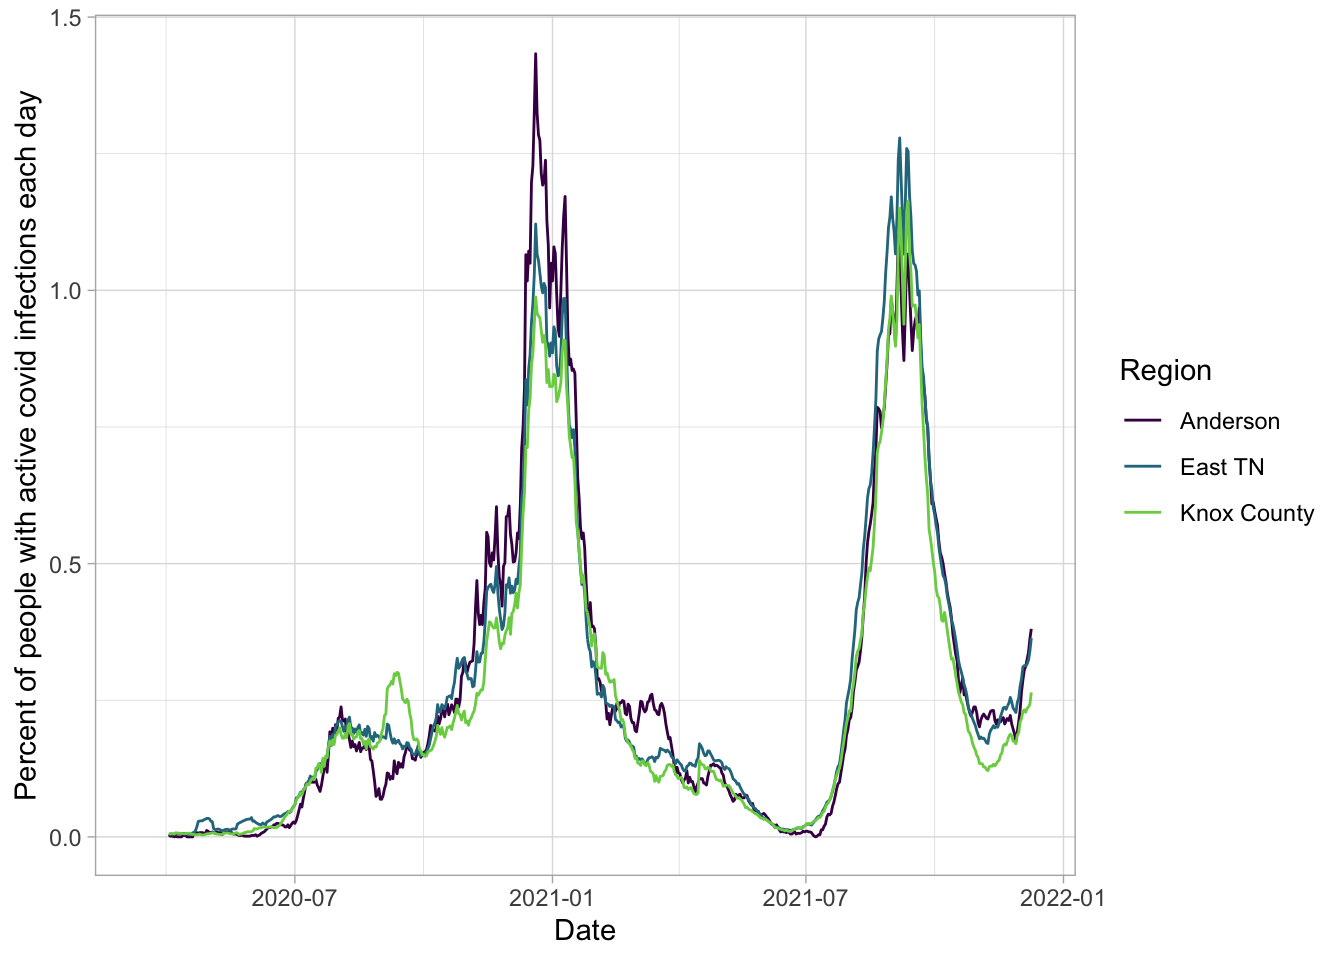 Percent of people with active covid infections each day
1.5
1.0
0.5
0.0
2020-07
2021-01
2021-07
2022-01
Date
Region
Anderson
East TN
Knox County